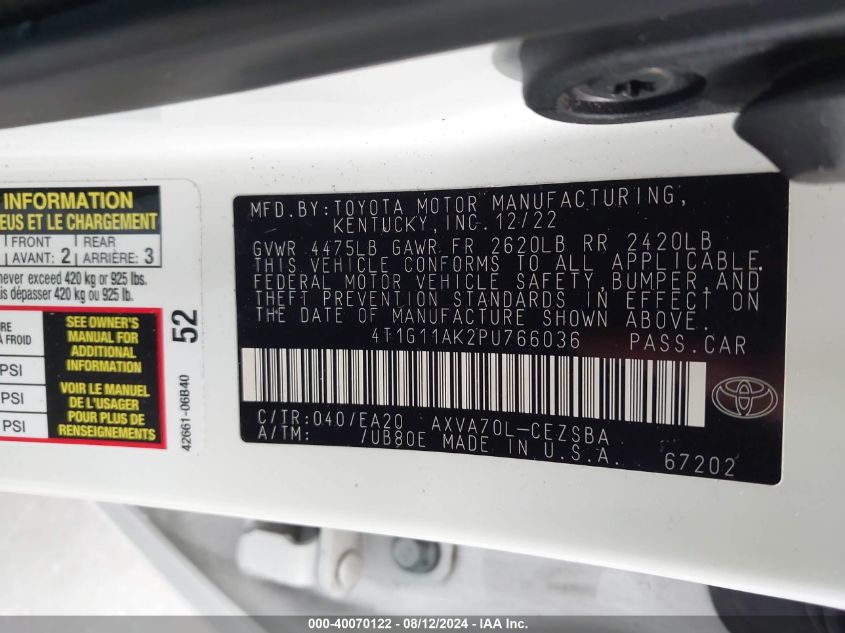 INFORMATION
EUS ET LE CHARGEMENT
FRONT
AVANT: 2
REAR
ARRIÈRE: 3
never exceed 420 kg or 925 lbs.
is dépasser 420 kg ou 925 lb.
RE
À FROID
PSI
PSI
PSI
SEE OWNER'S
MANUAL FOR
ADDITIONAL
INFORMATION
VOIR LE MANUEL
DE L'USAGER
POUR PLUS DE
RENSEIGNEMENTS
52
42661-06B40
MFD.BY:TOYOTA MOTOR MANUFACTURING,
KENTUCKY, INC. 12/22
GVWR 4475LB GAWR FR 2620LB RR 2420LB
THIS VEHICLE CONFORMS TO ALL APPLICABLE
FEDERAL MOTOR VEHICLE SAFETY, BUMPER, AND
THEFT PREVENTION STANDARDS IN EFFECT ON
THE DATE OF MANUFACTURE SHOWN ABOVE.
4T1G11AK2PU766036 PASS.CAR
C/TR:040/EA20 AXVA70L-CEZSBA
A/TM: /UB80E MADE IN U.S.A.
67202
000-40070122 - 08/12/2024 - IAA Inc.